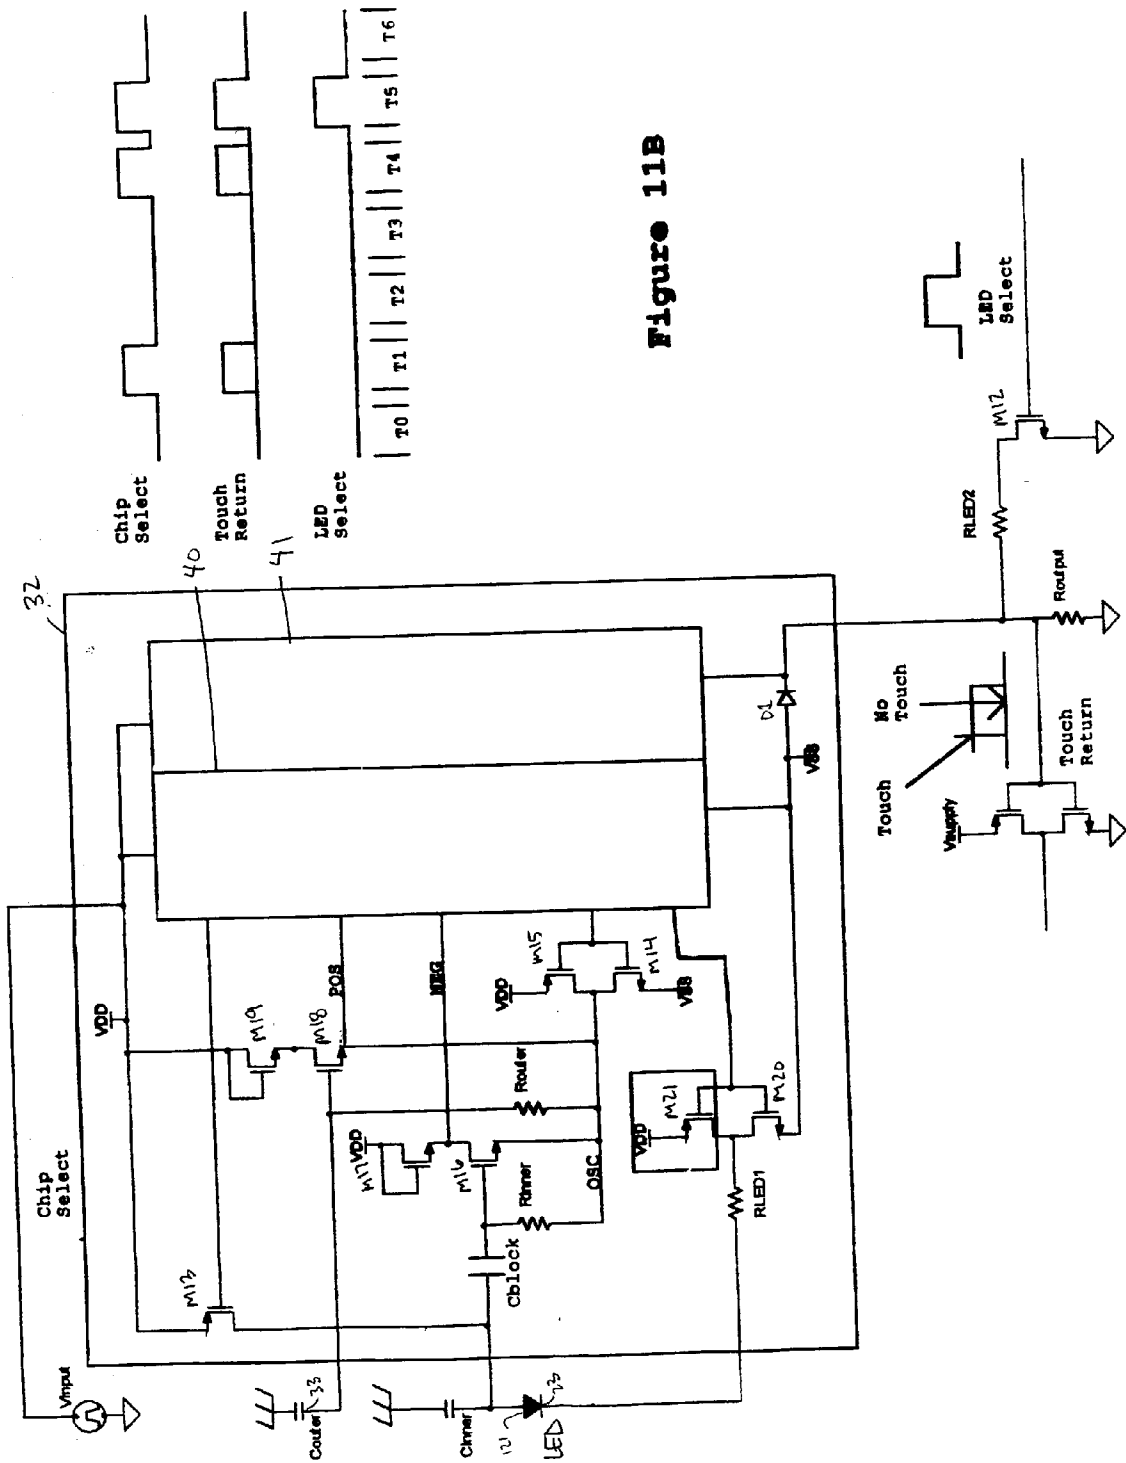 Chip
Select
Touch
Return
LED
Select
T0
T1
T2
T3
T4
T5
T6
Figure 11B
32
40
41
Chip
Select
Vinput
VDD
M13
M19
M18
POS
NEG
M17
VDD
M16
Router
Rinner
OSC
Cblock
Couter
33
Cinner
121
LED
23
VDD
M15
M14
VSS
VDD
M21
M20
RLED1
D1
VSS
Touch
No
Touch
Touch
Return
Vsupply
Routput
RLED2
M12
LED
Select